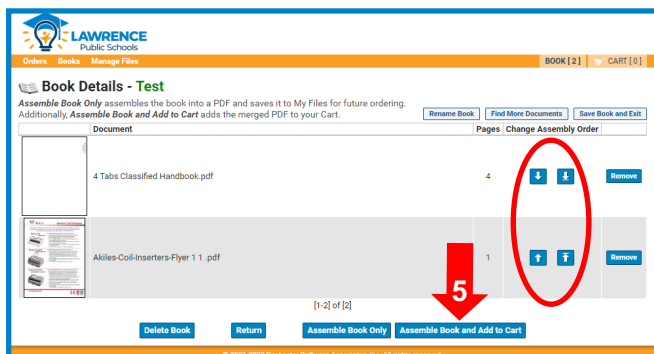 LAWRENCE
Public Schools
Orders Books Manage Files BOOK [ 2 ] CART [ 0 ]
Book Details - Test
Assemble Book Only assembles the book into a PDF and saves it to My Files for future ordering.
Additionally, Assemble Book and Add to Cart adds the merged PDF to your Cart.
Rename Book Find More Documents Save Book and Exit
Document Pages Change Assembly Order
4 Tabs Classified Handbook.pdf 4 Remove
Akiles-Coil-Inserters-Flyer 1 1 .pdf 1 Remove
5
[1-2] of [2]
Delete Book Return Assemble Book Only Assemble Book and Add to Cart